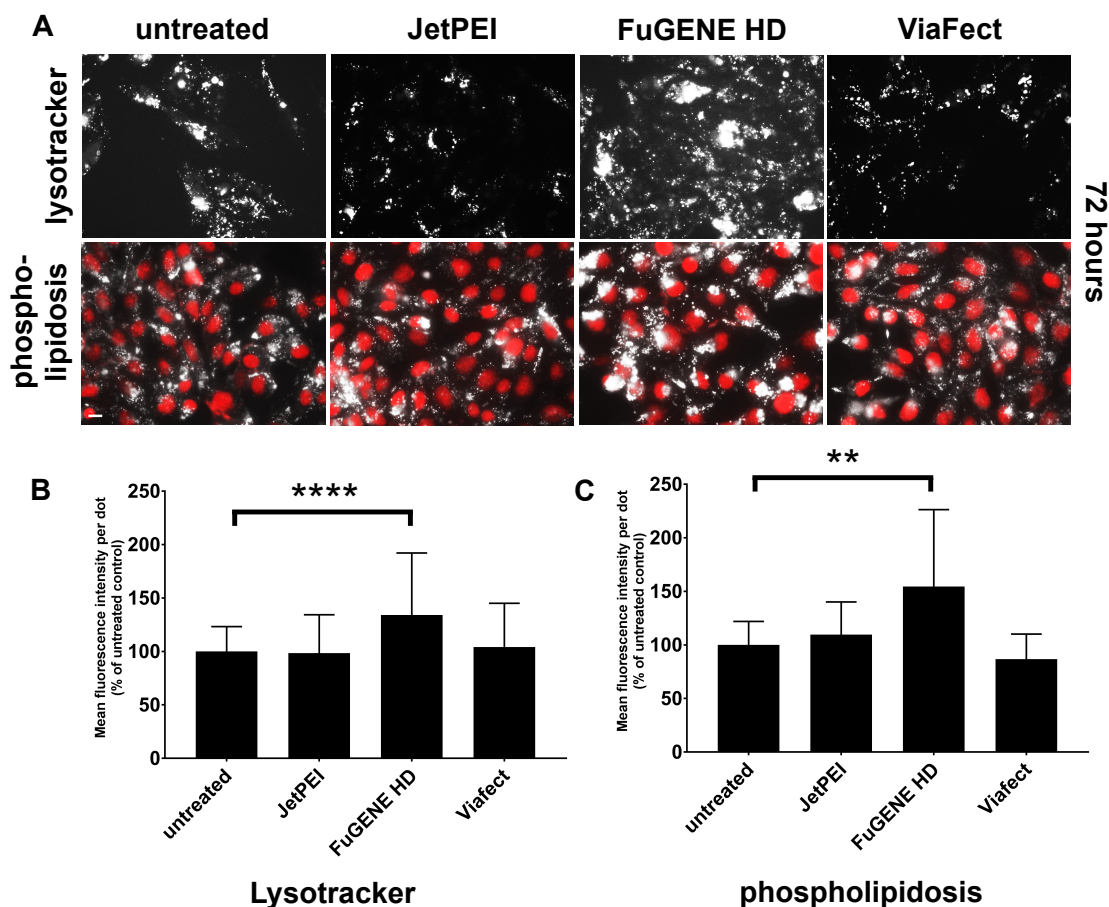 A
untreated
JetPEI
FuGENE HD
ViaFect
lysotracker
phospho-
lipidosis
72 hours
B
Mean fluorescence intensity per dot
(% of untreated control)
250
200
150
100
50
0
****
untreated
JetPEI
FuGENE HD
Viafect
Lysotracker
C
Mean fluorescence intensity per dot
(% of untreated control)
250
200
150
100
50
0
**
untreated
JetPEI
FuGENE HD
Viafect
phospholipidosis